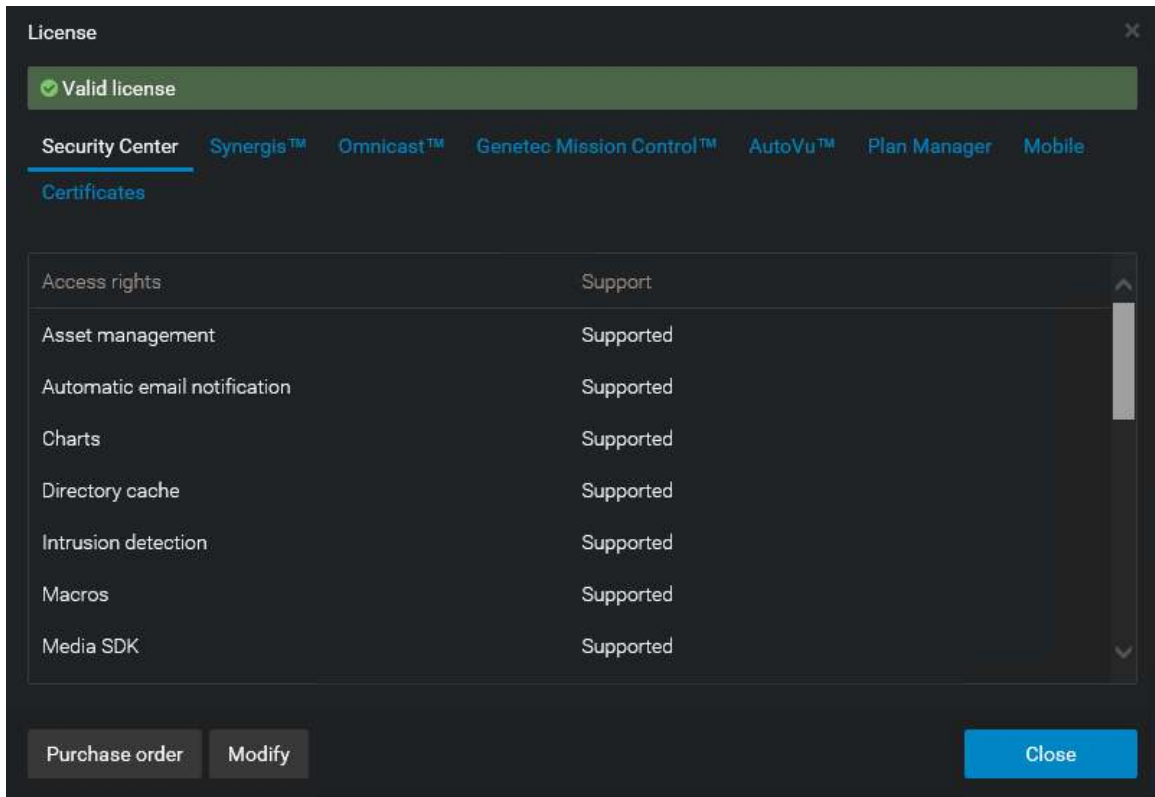 License
Valid license
Security Center Synergis™ Omnicast™ Genetec Mission Control™ AutoVu™ Plan Manager Mobile
Certificates
Access rights Support
Asset management Supported
Automatic email notification Supported
Charts Supported
Directory cache Supported
Intrusion detection Supported
Macros Supported
Media SDK Supported
Purchase order Modify Close